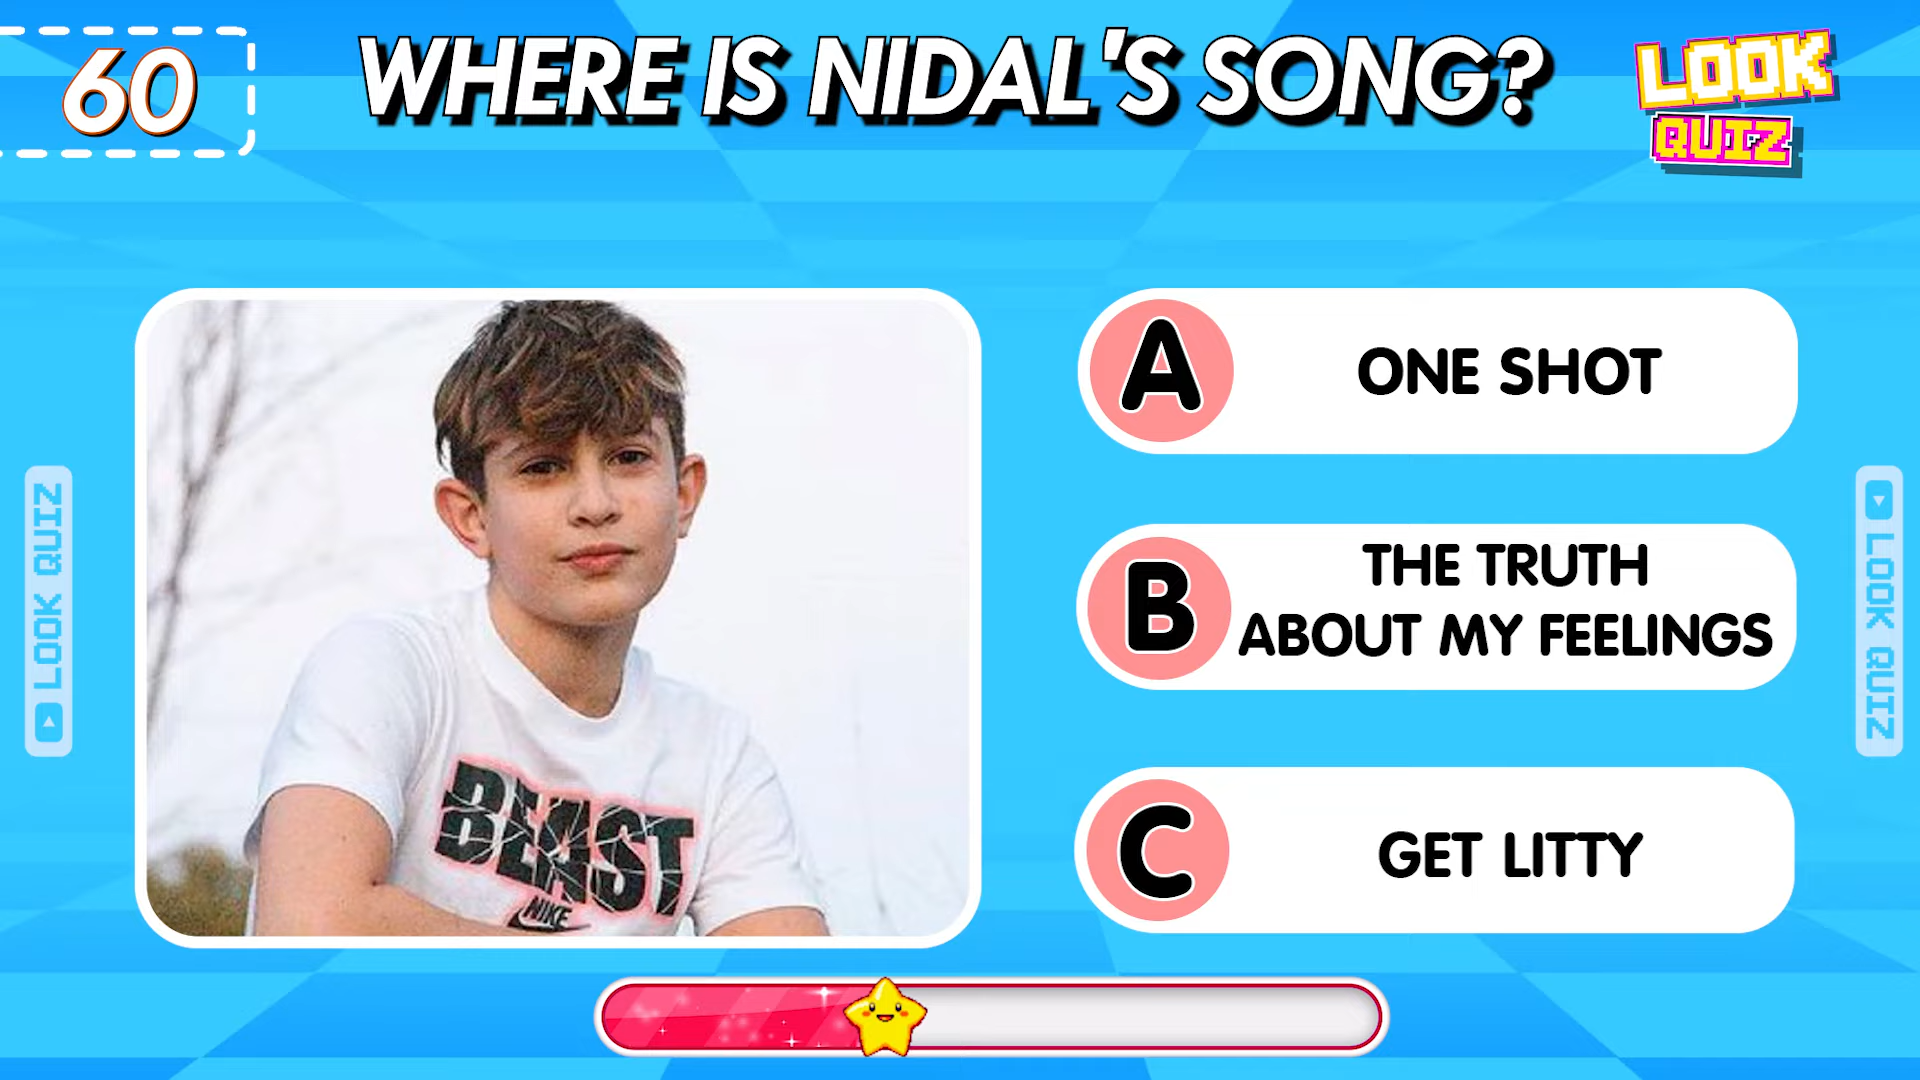 60
WHERE IS NIDAL'S SONG?
LOOK
QUIZ
BEAST
NIKE
A
ONE SHOT
B
THE TRUTH
ABOUT MY FEELINGS
C
GET LITTY
LOOK QUIZ
LOOK QUIZ